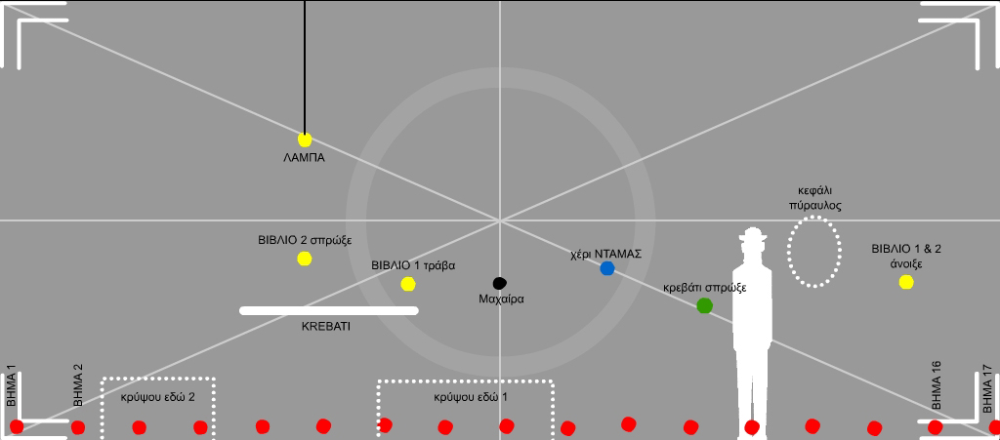 ΛΑΜΠΑ
κεφάλι
πύραυλος
ΒΙΒΛΙΟ 2 σπρώξε
ΒΙΒΛΙΟ 1 τράβα
χέρι ΝΤΑΜΑΣ
ΒΙΒΛΙΟ 1 & 2
άνοιξε
κρεβάτι σπρώξε
Μαχαίρα
KREBATI
ΒΗΜΑ 1
ΒΗΜΑ 2
κρύψου εδώ 2
κρύψου εδώ 1
ΒΗΜΑ 16
ΒΗΜΑ 17